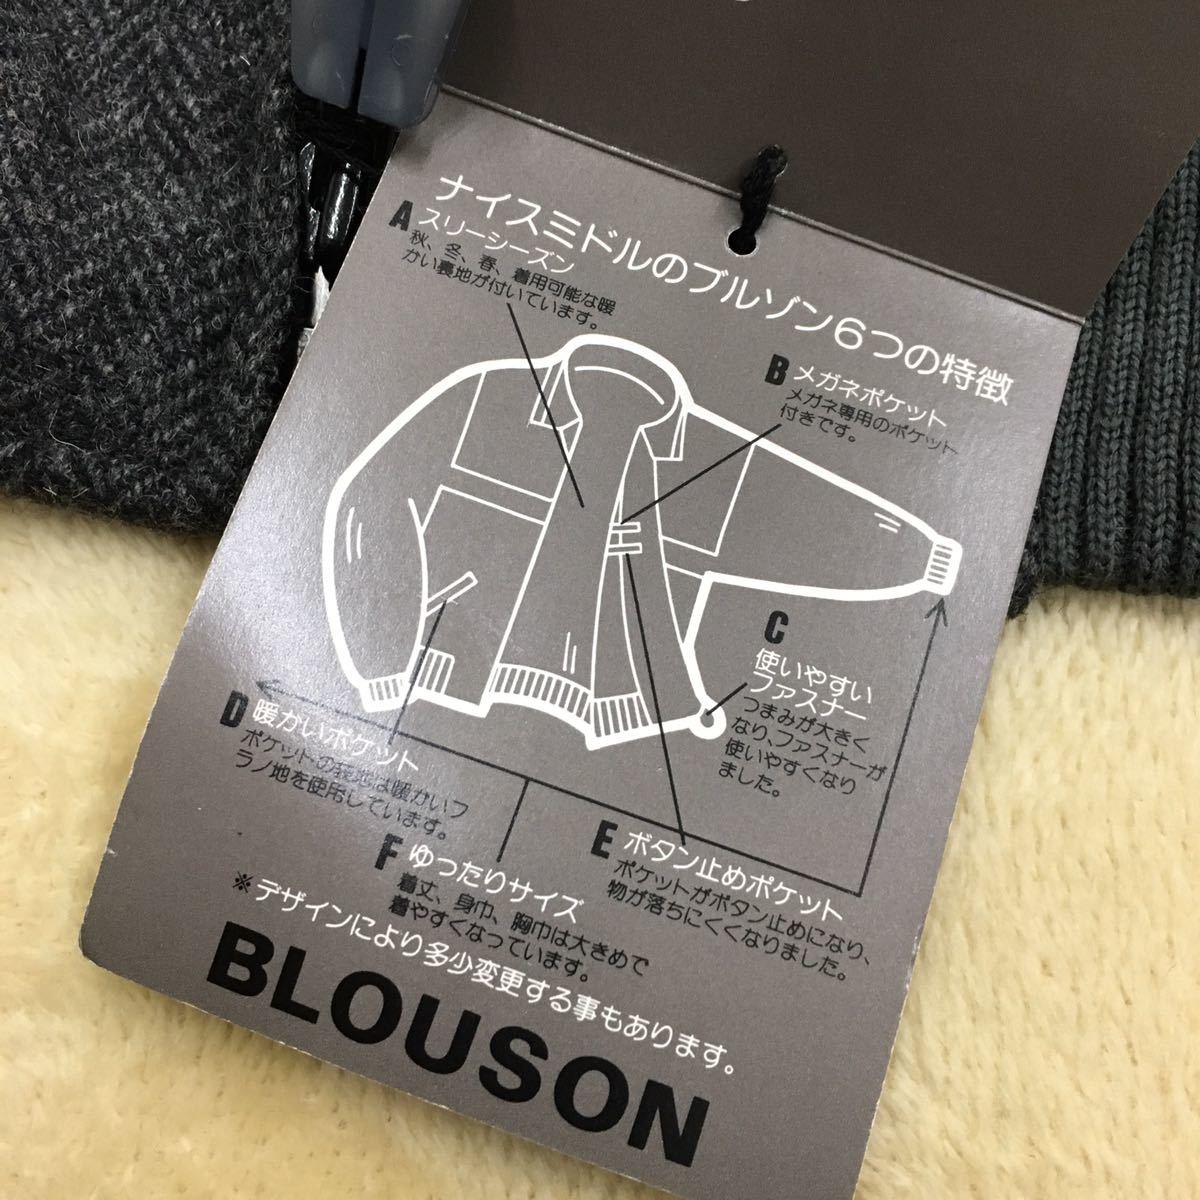 ナイスミドルのブルゾン6つの特徴
A スリーシーズン
秋、冬、春、着用可能な暖
かい裏地が付いています。
B メガネポケット
メガネ専用のポケット
付きです。
C
使いやすい
ファスナー
つまみが大きく
なり、ファスナーが
使いやすくなり
ました。
D 暖かいポケット
ポケットの袋地は暖かいフ
ラノ地を使用しています。
E ボタン止めポケット
ポケットがボタン止めになり、
物が落ちにくくなりました。
F ゆったりサイズ
着丈、身巾、胸巾は大きめで
着やすくなっています。
※デザインにより多少変更する事もあります。
BLOUSON